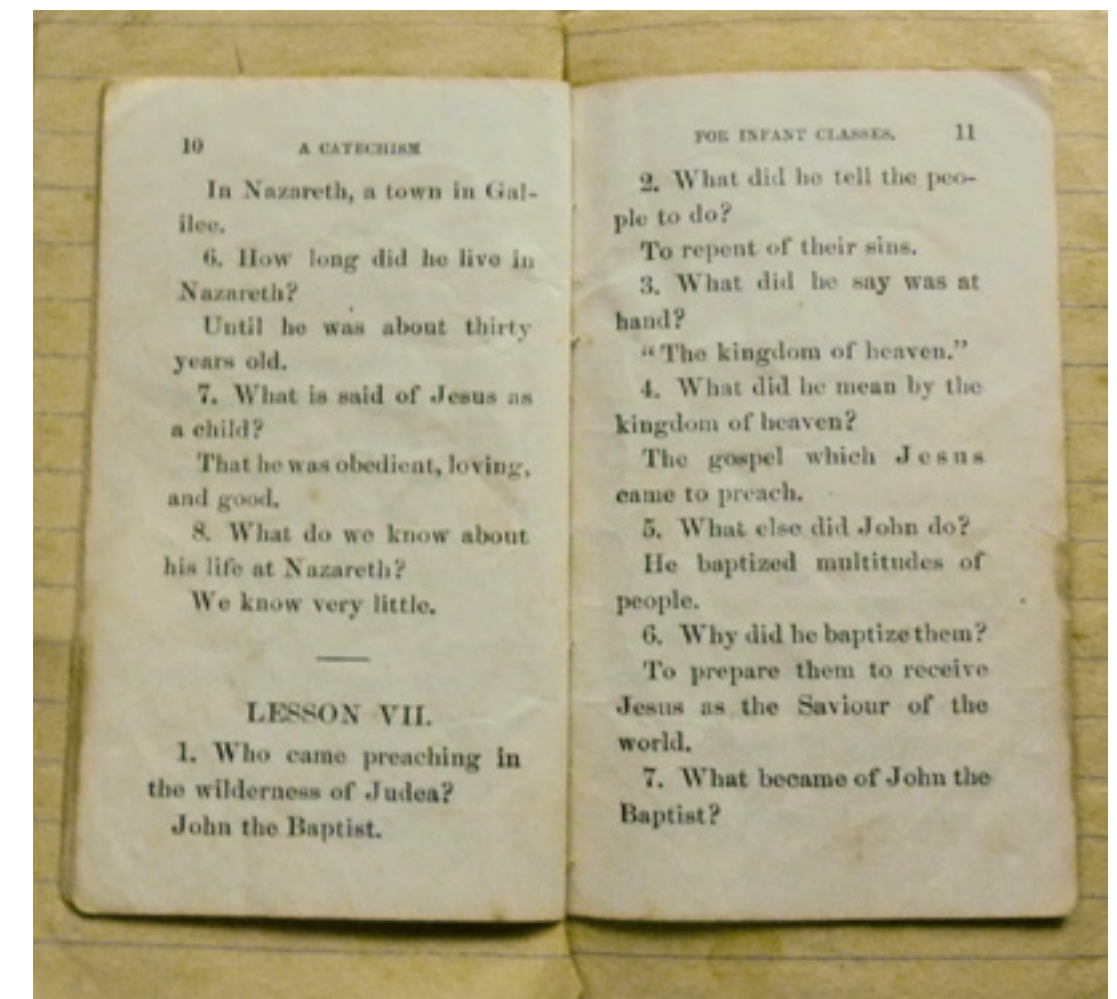 10 A CATECHISM
In Nazareth, a town in Gal-
ilee.
6. How long did he live in
Nazareth?
Until he was about thirty
years old.
7. What is said of Jesus as
a child?
That he was obedient, loving,
and good.
8. What do we know about
his life at Nazareth?
We know very little.
LESSON VII.
1. Who came preaching in
the wilderness of Judea?
John the Baptist.
FOR INFANT CLASSES. 11
2. What did he tell the peo-
ple to do?
To repent of their sins.
3. What did he say was at
hand?
"The kingdom of heaven."
4. What did he mean by the
kingdom of heaven?
The gospel which Jesus
came to preach.
5. What else did John do?
He baptized multitudes of
people.
6. Why did he baptize them?
To prepare them to receive
Jesus as the Saviour of the
world.
7. What became of John the
Baptist?